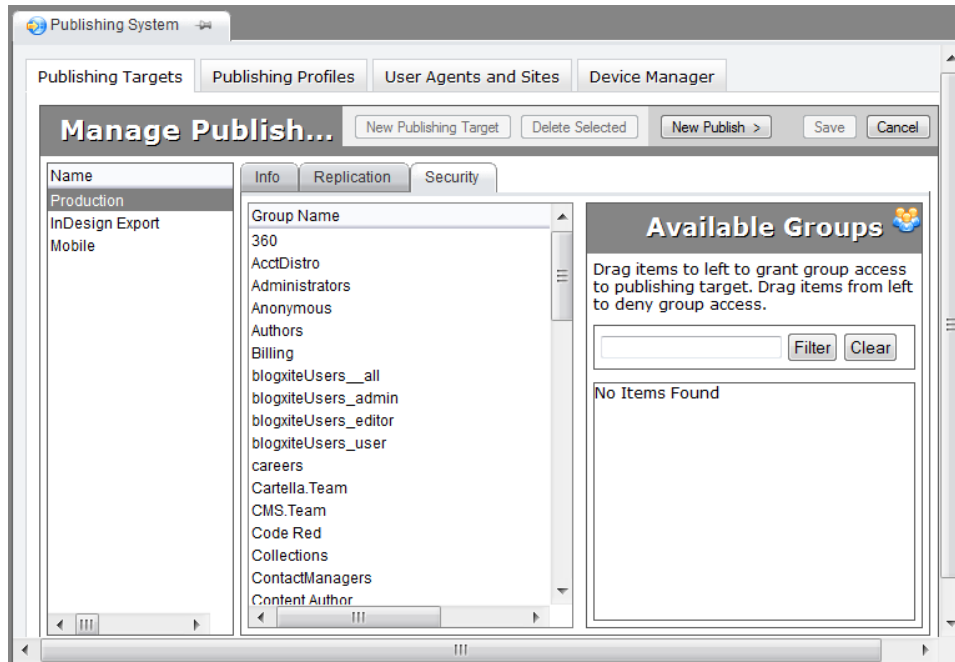 Publishing System
Publishing Targets
Publishing Profiles
User Agents and Sites
Device Manager
Manage Publish...
New Publishing Target
Delete Selected
New Publish >
Save
Cancel
Name
Production
InDesign Export
Mobile
Info
Replication
Security
Group Name
360
AcctDistro
Administrators
Anonymous
Authors
Billing
blogxiteUsers__all
blogxiteUsers_admin
blogxiteUsers_editor
blogxiteUsers_user
careers
Cartella.Team
CMS.Team
Code Red
Collections
ContactManagers
Content Author
Available Groups
Drag items to left to grant group access
to publishing target. Drag items from left
to deny group access.
Filter
Clear
No Items Found